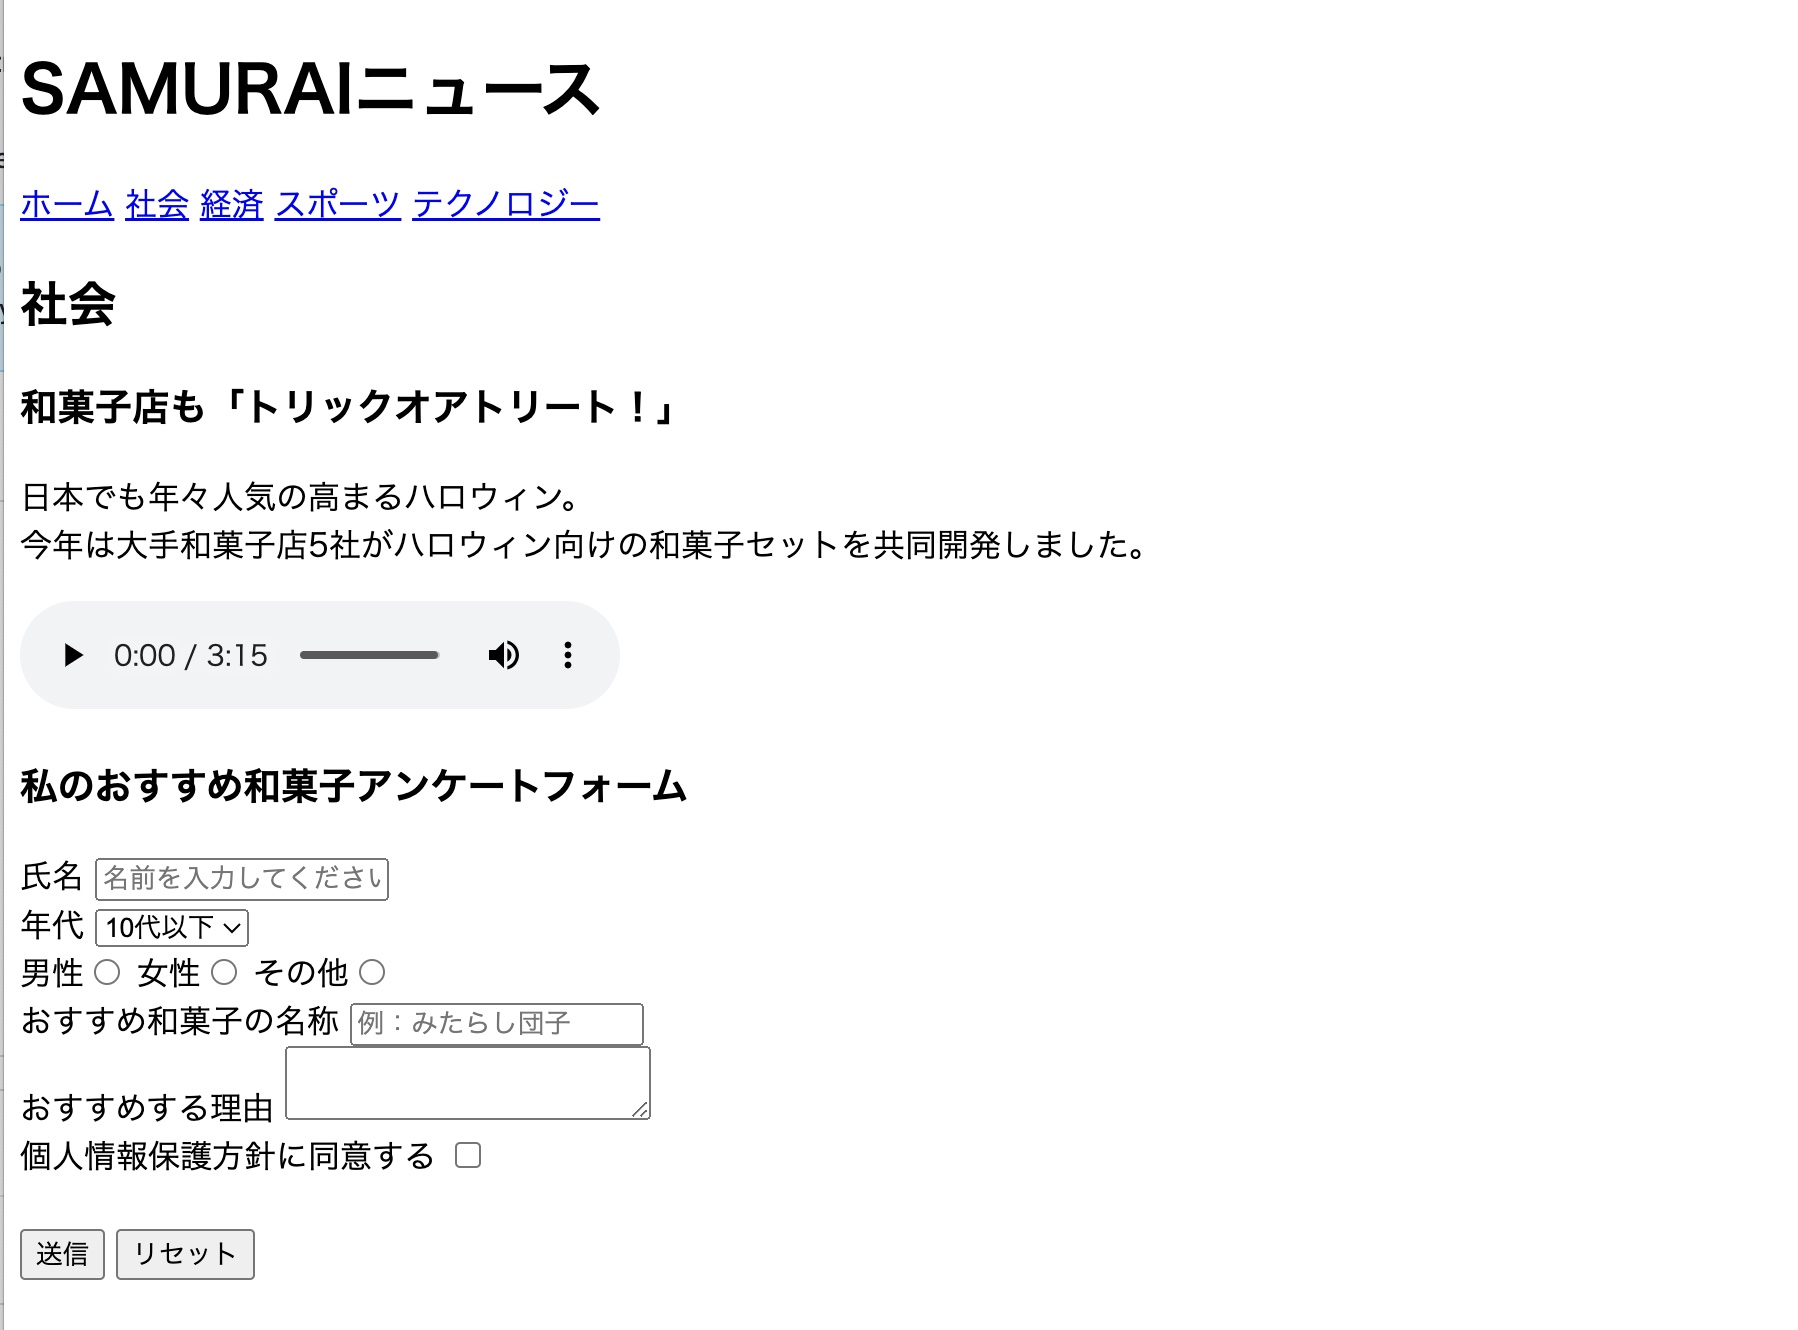 SAMURAIニュース
ホーム 社会 経済 スポーツ テクノロジー
社会
和菓子店も「トリックオアトリート！」
日本でも年々人気の高まるハロウィン。
今年は大手和菓子店5社がハロウィン向けの和菓子セットを共同開発しました。
0:00 / 3:15
私のおすすめ和菓子アンケートフォーム
氏名 名前を入力してください
年代 10代以下
男性 女性 その他
おすすめ和菓子の名称 例：みたらし団子
おすすめする理由
個人情報保護方針に同意する
送信 リセット